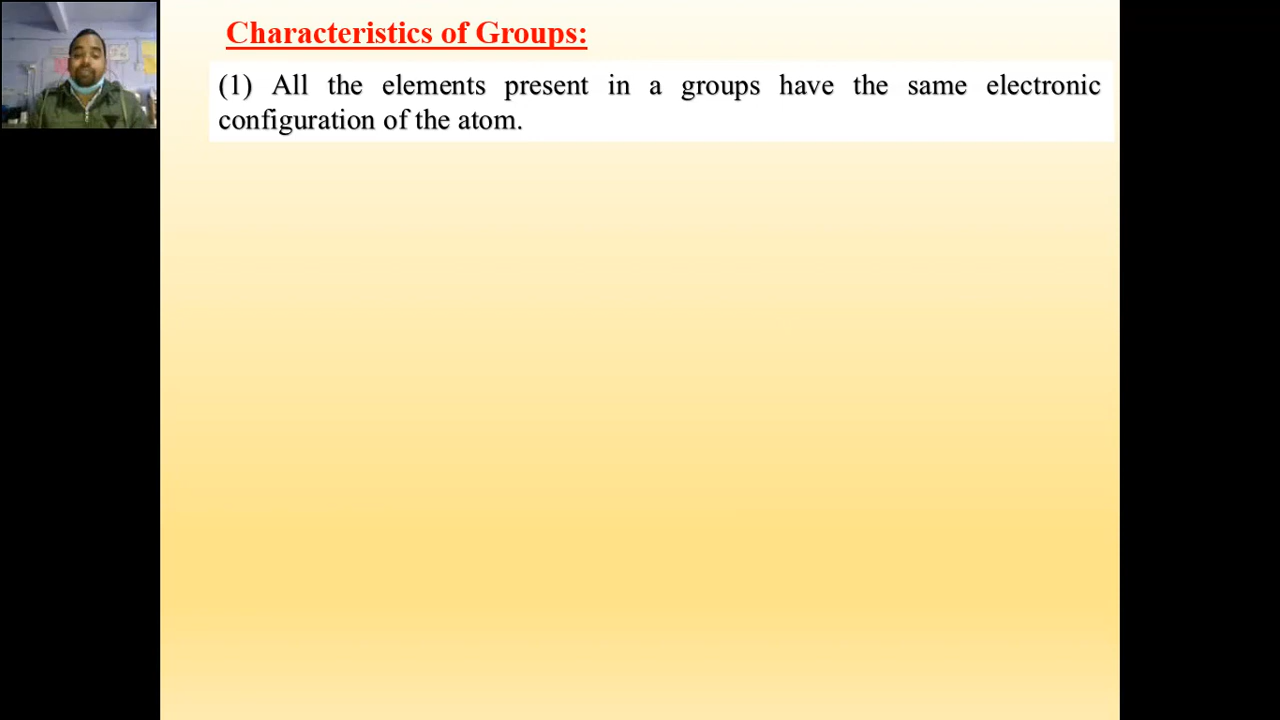 Characteristics of Groups:
(1) All the elements present in a groups have the same electronic
configuration of the atom.